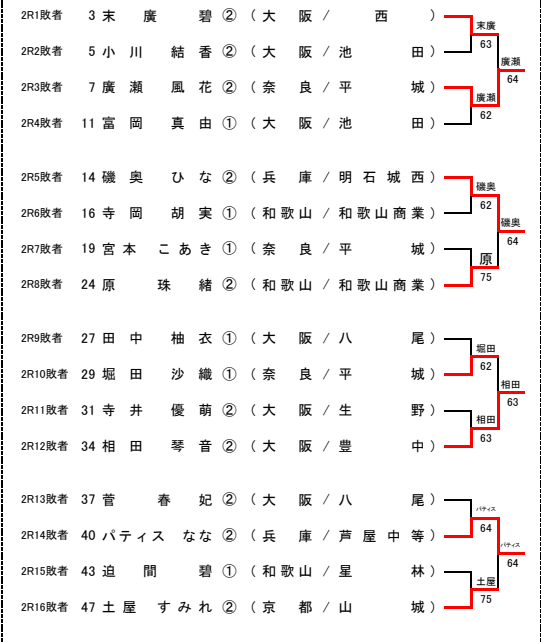 2R1敗者 3 末廣 碧 ② （大阪/西）
末廣
63
2R2敗者 5 小川 結香 ② （大阪/池田）
廣瀬
64
2R3敗者 7 廣瀬 風花 ② （奈良/平城）
廣瀬
62
2R4敗者 11 富岡 真由 ① （大阪/池田）
2R5敗者 14 磯奥 ひな ② （兵庫/明石城西）
磯奥
62
2R6敗者 16 寺岡 胡実 ① （和歌山/和歌山商業）
磯奥
64
2R7敗者 19 宮本 こあき ① （奈良/平城）
原
75
2R8敗者 24 原 珠緒 ② （和歌山/和歌山商業）
2R9敗者 27 田中 柚衣 ① （大阪/八尾）
堀田
62
2R10敗者 29 堀田 沙織 ① （奈良/平城）
相田
63
2R11敗者 31 寺井 優萌 ② （大阪/生野）
相田
63
2R12敗者 34 相田 琴音 ② （大阪/豊中）
2R13敗者 37 菅 春妃 ② （大阪/八尾）
パティス
64
2R14敗者 40 パティス なな ② （兵庫/芦屋中等）
パティス
64
2R15敗者 43 迫間 碧 ① （和歌山/星林）
土屋
75
2R16敗者 47 土屋 すみれ ② （京都/山城）